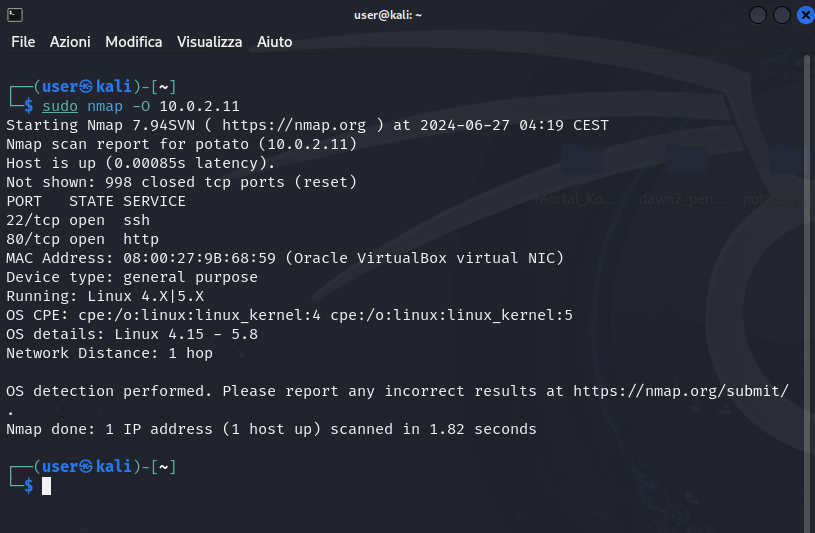 user@kali: ~
File Azioni Modifica Visualizza Aiuto
┌──(user㉿kali)-[~]
└─$ sudo nmap -O 10.0.2.11
Starting Nmap 7.94SVN ( https://nmap.org ) at 2024-06-27 04:19 CEST
Nmap scan report for potato (10.0.2.11)
Host is up (0.00085s latency).
Not shown: 998 closed tcp ports (reset)
PORT   STATE SERVICE
22/tcp open  ssh
80/tcp open  http
MAC Address: 08:00:27:9B:68:59 (Oracle VirtualBox virtual NIC)
Device type: general purpose
Running: Linux 4.X|5.X
OS CPE: cpe:/o:linux:linux_kernel:4 cpe:/o:linux:linux_kernel:5
OS details: Linux 4.15 - 5.8
Network Distance: 1 hop
OS detection performed. Please report any incorrect results at https://nmap.org/submit/
.
Nmap done: 1 IP address (1 host up) scanned in 1.82 seconds
┌──(user㉿kali)-[~]
└─$
Mortal_Ko... dawn2_pen...